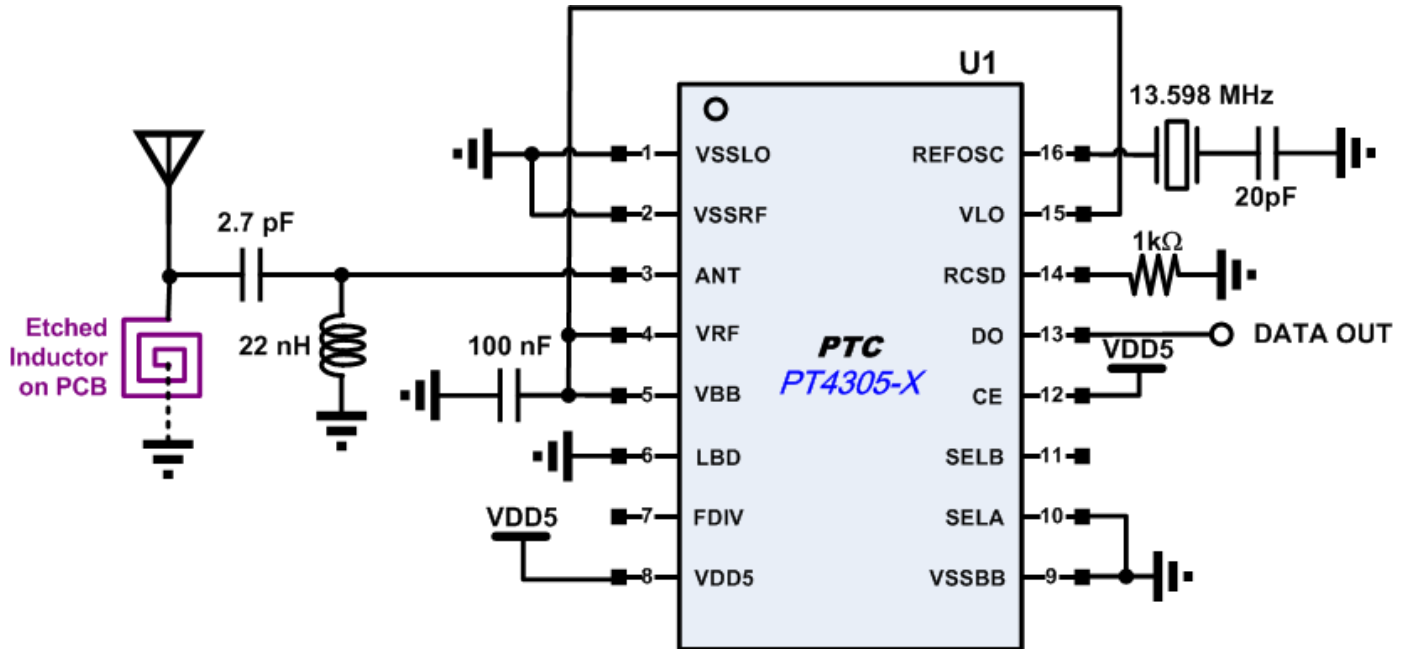 U1
13.598 MHz
20pF
2.7 pF
22 nH
Etched
Inductor
on PCB
100 nF
VDD5
1 VSSLO
2 VSSRF
3 ANT
4 VRF
5 VBB
6 LBD
7 FDIV
8 VDD5
PTC
PT4305-X
REFOSC 16
VLO 15
RCSD 14
DO 13
CE 12
SELB 11
SELA 10
VSSBB 9
1kΩ
DATA OUT
VDD5